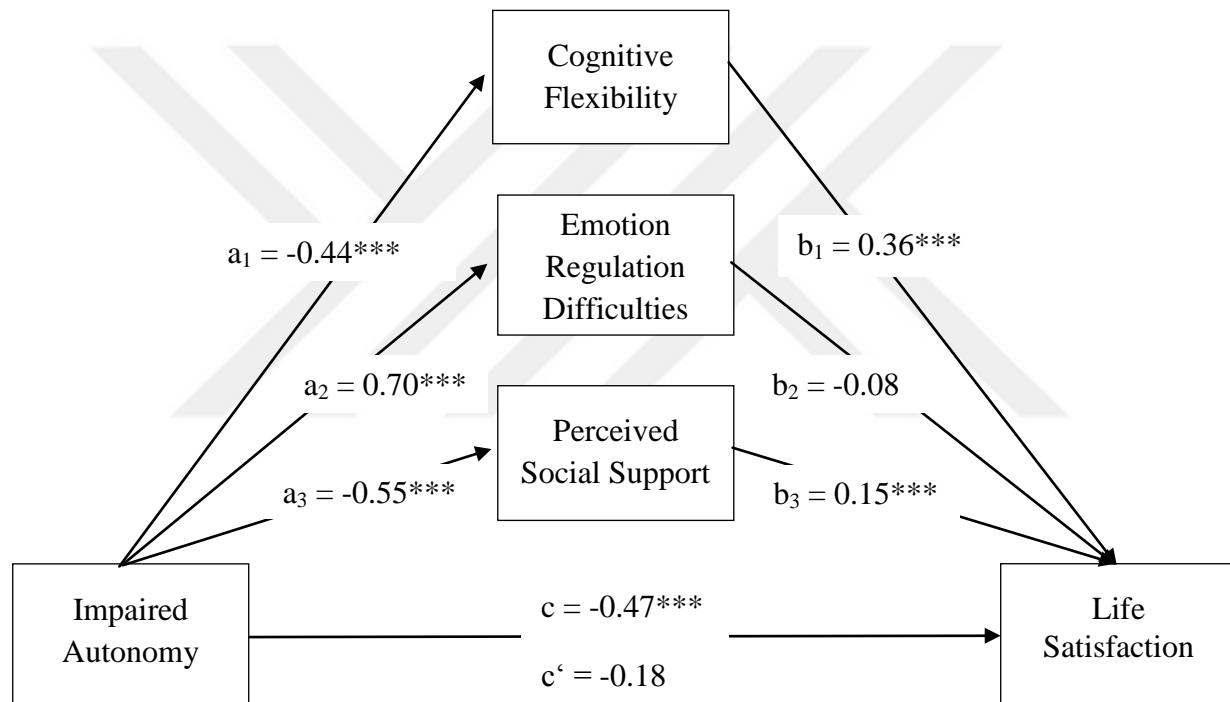 Cognitive
Flexibility
Emotion
Regulation
Difficulties
a₁ = -0.44***
b₁ = 0.36***
a₂ = 0.70***
b₂ = -0.08
Perceived
Social Support
a₃ = -0.55***
b₃ = 0.15***
Impaired
Autonomy
c = -0.47***
c‘ = -0.18
Life
Satisfaction